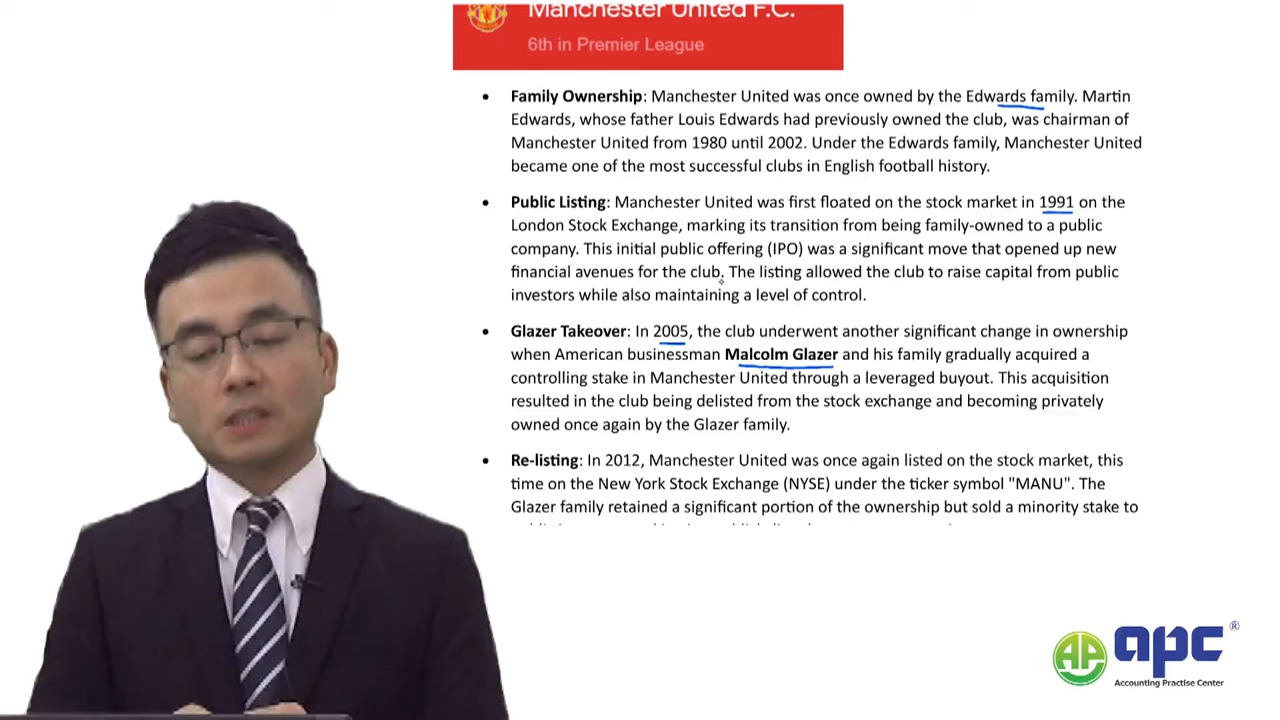 Manchester United F.C.
6th in Premier League
• Family Ownership: Manchester United was once owned by the Edwards family. Martin
Edwards, whose father Louis Edwards had previously owned the club, was chairman of
Manchester United from 1980 until 2002. Under the Edwards family, Manchester United
became one of the most successful clubs in English football history.
• Public Listing: Manchester United was first floated on the stock market in 1991 on the
London Stock Exchange, marking its transition from being family-owned to a public
company. This initial public offering (IPO) was a significant move that opened up new
financial avenues for the club. The listing allowed the club to raise capital from public
investors while also maintaining a level of control.
• Glazer Takeover: In 2005, the club underwent another significant change in ownership
when American businessman Malcolm Glazer and his family gradually acquired a
controlling stake in Manchester United through a leveraged buyout. This acquisition
resulted in the club being delisted from the stock exchange and becoming privately
owned once again by the Glazer family.
• Re-listing: In 2012, Manchester United was once again listed on the stock market, this
time on the New York Stock Exchange (NYSE) under the ticker symbol "MANU". The
Glazer family retained a significant portion of the ownership but sold a minority stake to
AP apc ®
Accounting Practise Center